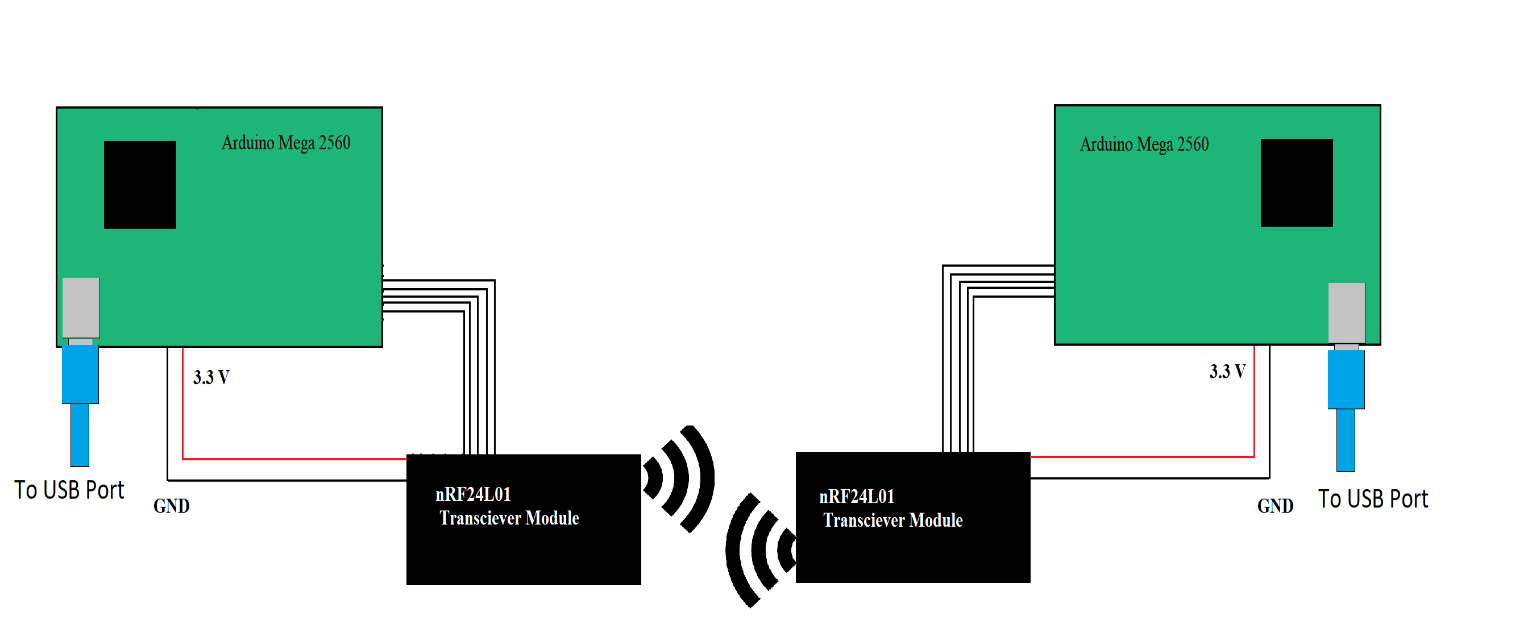 Arduino Mega 2560
Arduino Mega 2560
3.3 V
3.3 V
To USB Port
GND
nRF24L01
Transciever Module
nRF24L01
Transciever Module
GND
To USB Port